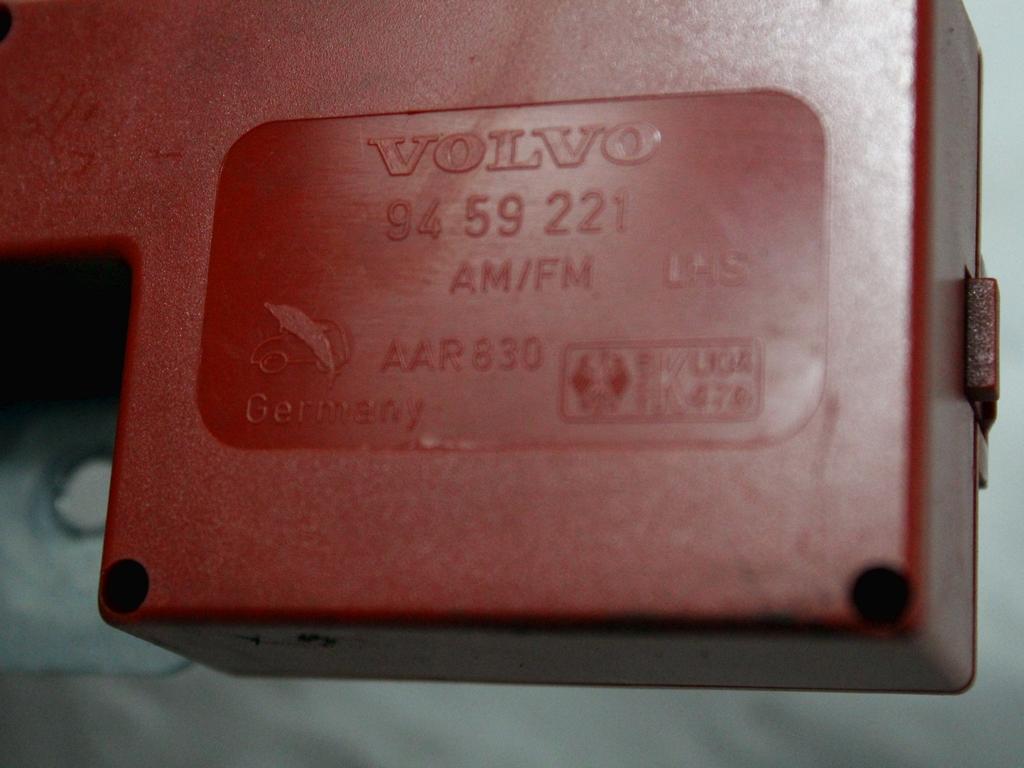 VOLVO
94 59 221
AM/FM LHS
AAR 830
Germany
K